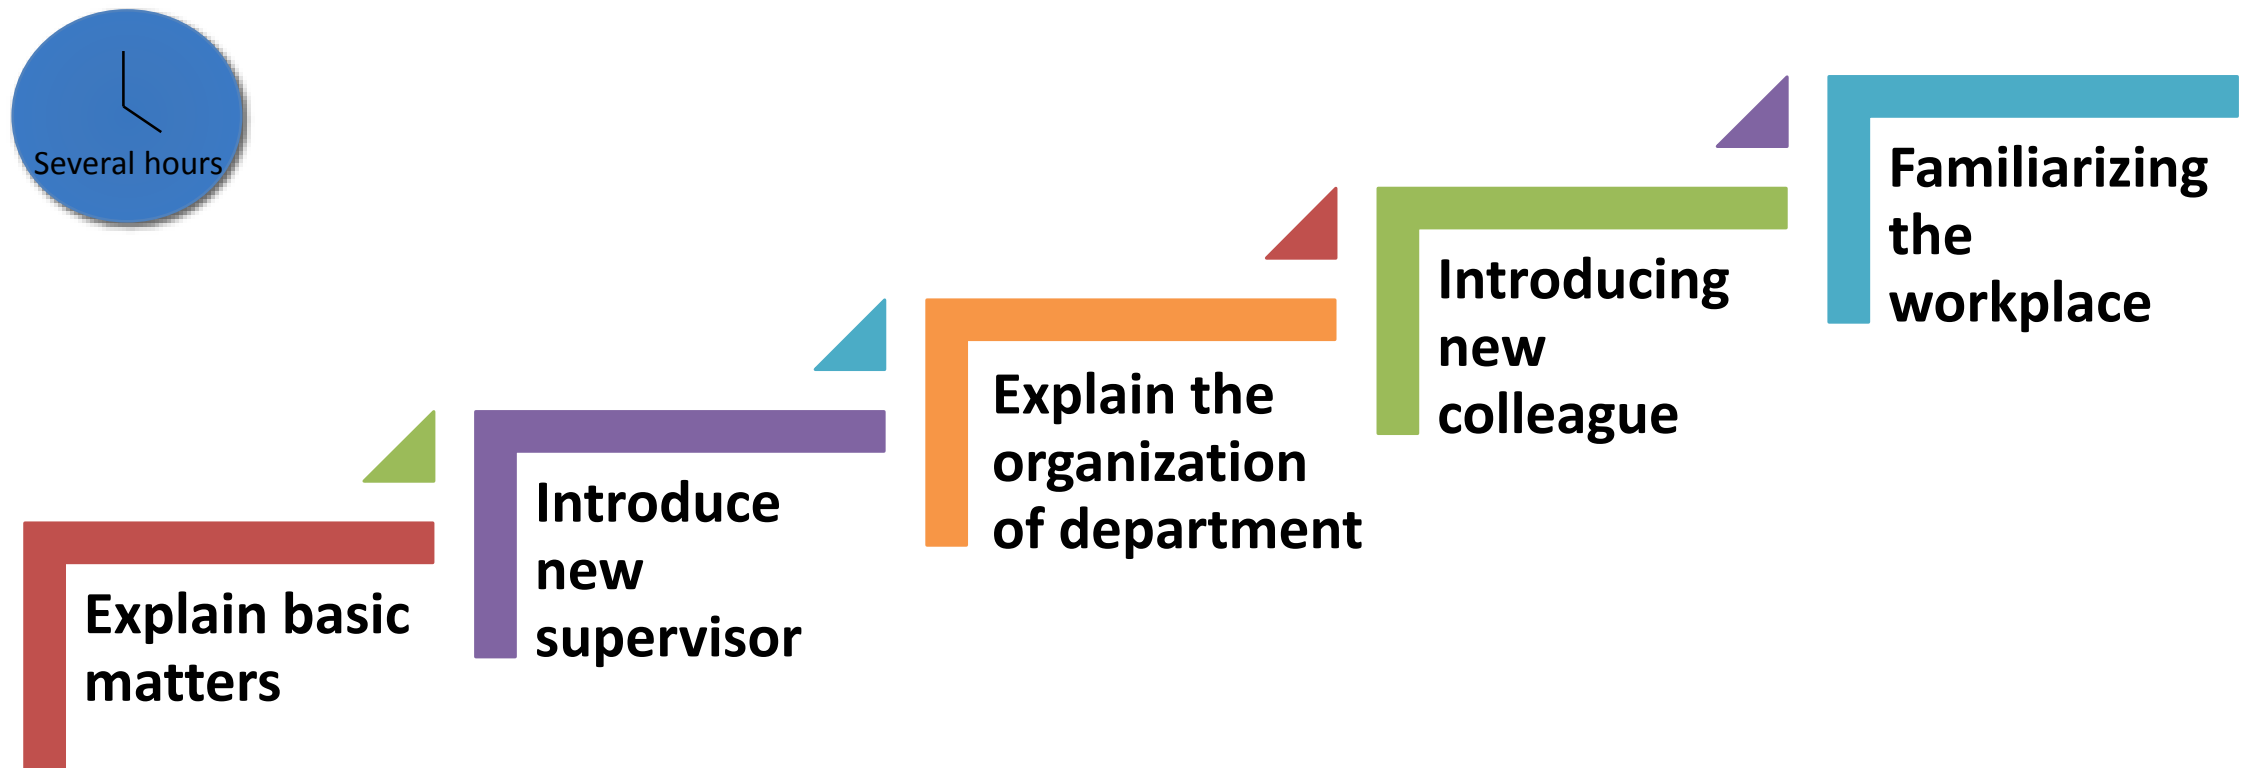 Several hours
Explain basic
matters
Introduce
new
supervisor
Explain the
organization
of department
Introducing
new
colleague
Familiarizing
the
workplace